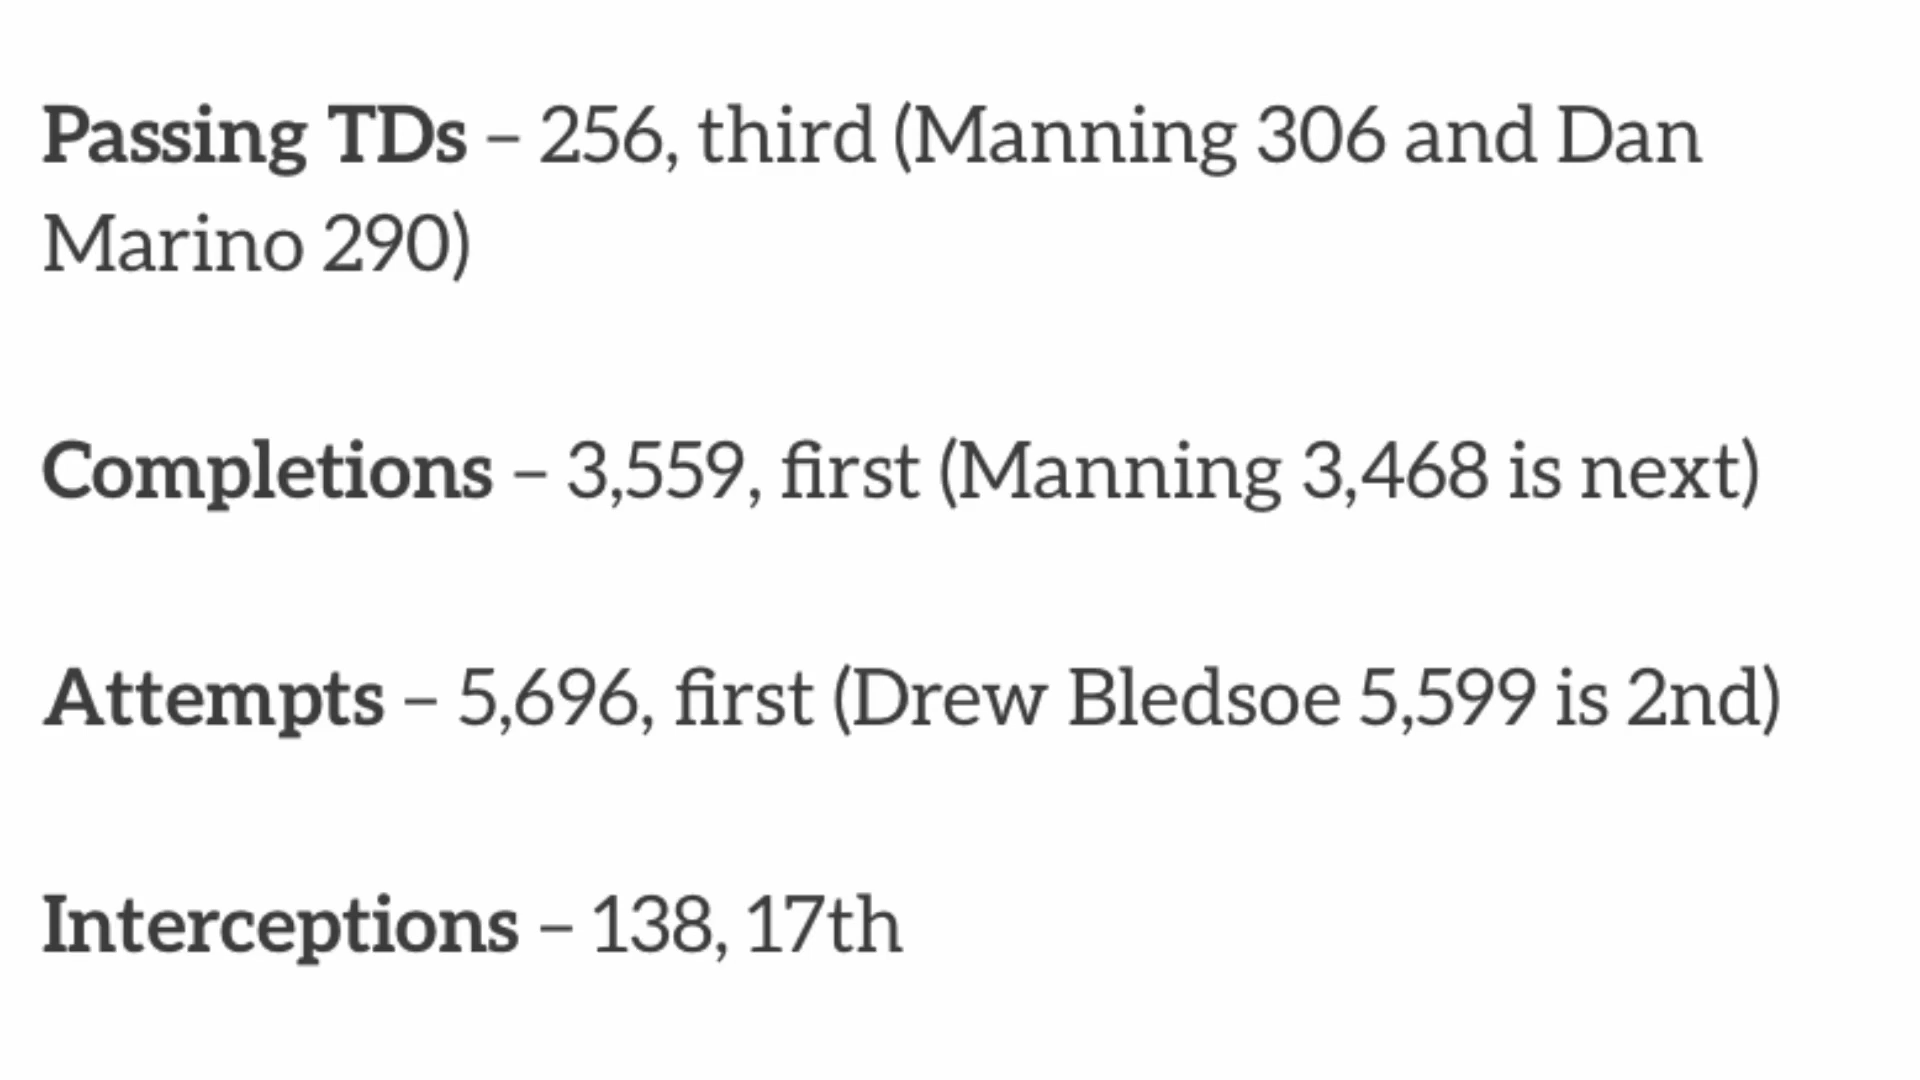 Passing TDs – 256, third (Manning 306 and Dan
Marino 290)
Completions – 3,559, first (Manning 3,468 is next)
Attempts – 5,696, first (Drew Bledsoe 5,599 is 2nd)
Interceptions – 138, 17th